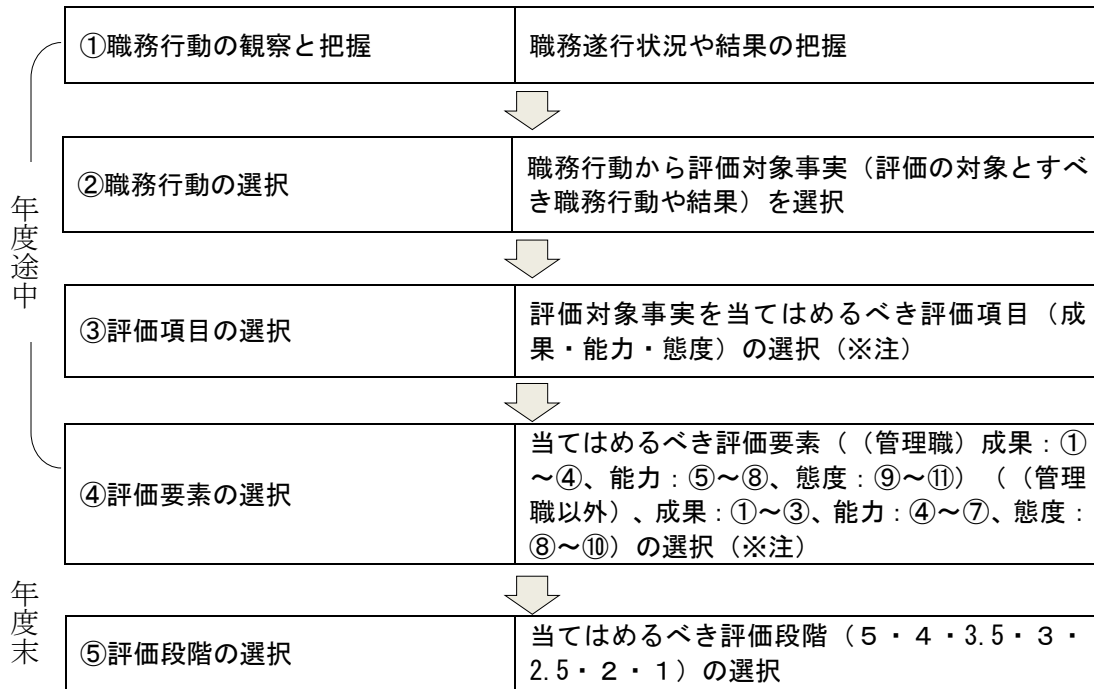 ①職務行動の観察と把握
職務遂行状況や結果の把握
②職務行動の選択
職務行動から評価対象事実（評価の対象とすべ
き職務行動や結果）を選択
年度途中
③評価項目の選択
評価対象事実を当てはめるべき評価項目（成
果・能力・態度）の選択（※注）
④評価要素の選択
当てはめるべき評価要素（（管理職）成果：①
～④、能力：⑤～⑧、態度：⑨～⑪）（（管理
職以外）、成果：①～③、能力：④～⑦、態度：
⑧～⑩）の選択（※注）
年度末
⑤評価段階の選択
当てはめるべき評価段階（５・４・3.5・３・
2.5・２・１）の選択